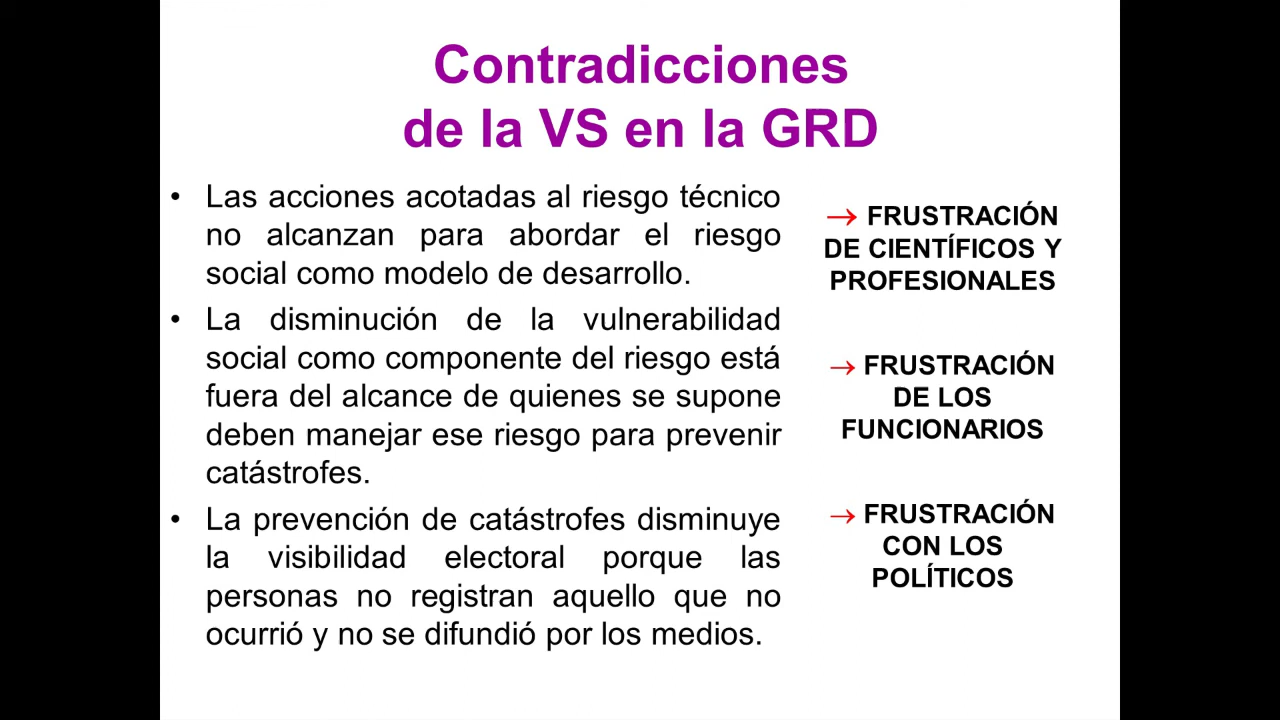 Contradicciones
de la VS en la GRD
• Las acciones acotadas al riesgo técnico
no alcanzan para abordar el riesgo
social como modelo de desarrollo.
• La disminución de la vulnerabilidad
social como componente del riesgo está
fuera del alcance de quienes se supone
deben manejar ese riesgo para prevenir
catástrofes.
• La prevención de catástrofes disminuye
la visibilidad electoral porque las
personas no registran aquello que no
ocurrió y no se difundió por los medios.
→ FRUSTRACIÓN
DE CIENTÍFICOS Y
PROFESIONALES
→ FRUSTRACIÓN
DE LOS
FUNCIONARIOS
→ FRUSTRACIÓN
CON LOS
POLÍTICOS